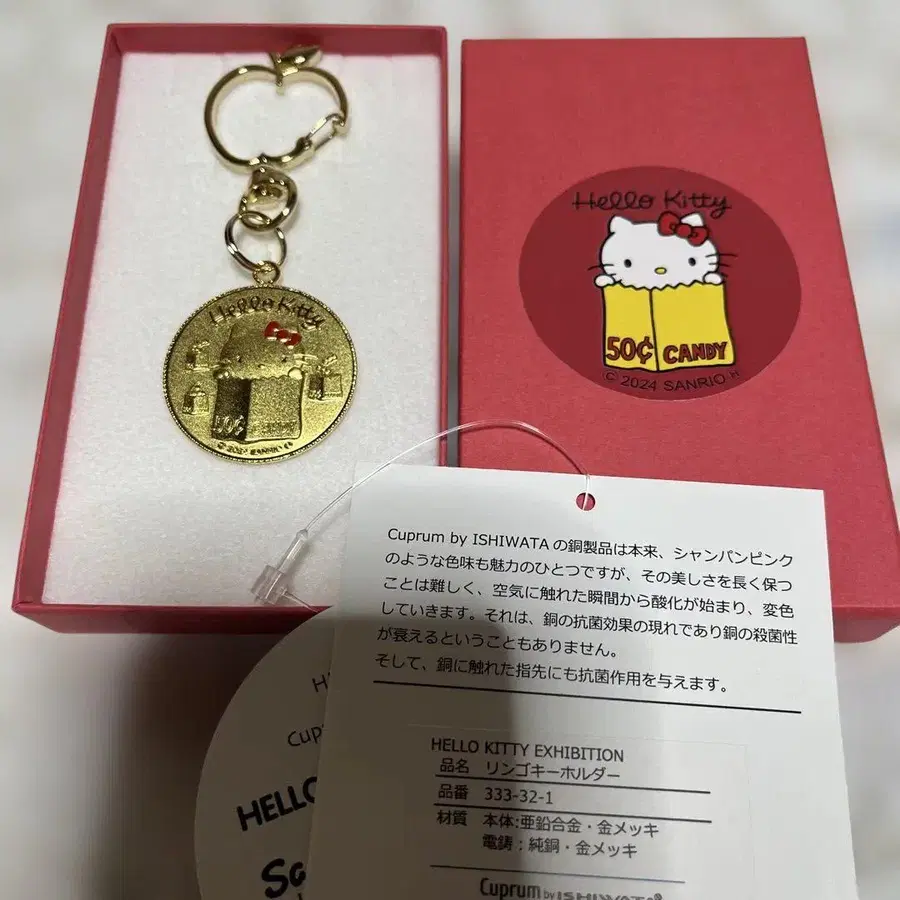 Hello Kitty
50¢
© 2024 SANRIO
Hello Kitty
50¢ CANDY
© 2024 SANRIO
Cuprum by ISHIWATA の銅製品は本来、シャンパンピンク
のような色味も魅力のひとつですが、その美しさを長く保つ
ことは難しく、空気に触れた瞬間から酸化が始まり、変色
していきます。それは、銅の抗菌効果の現れであり銅の殺菌性
が衰えるということもありません。
そして、銅に触れた指先にも抗菌作用を与えます。
HELLO KITTY EXHIBITION
品名 リンゴキーホルダー
品番 333-32-1
材質 本体:亜鉛合金・金メッキ
電鋳:純銅・金メッキ
Cuprum by ISHIWATA